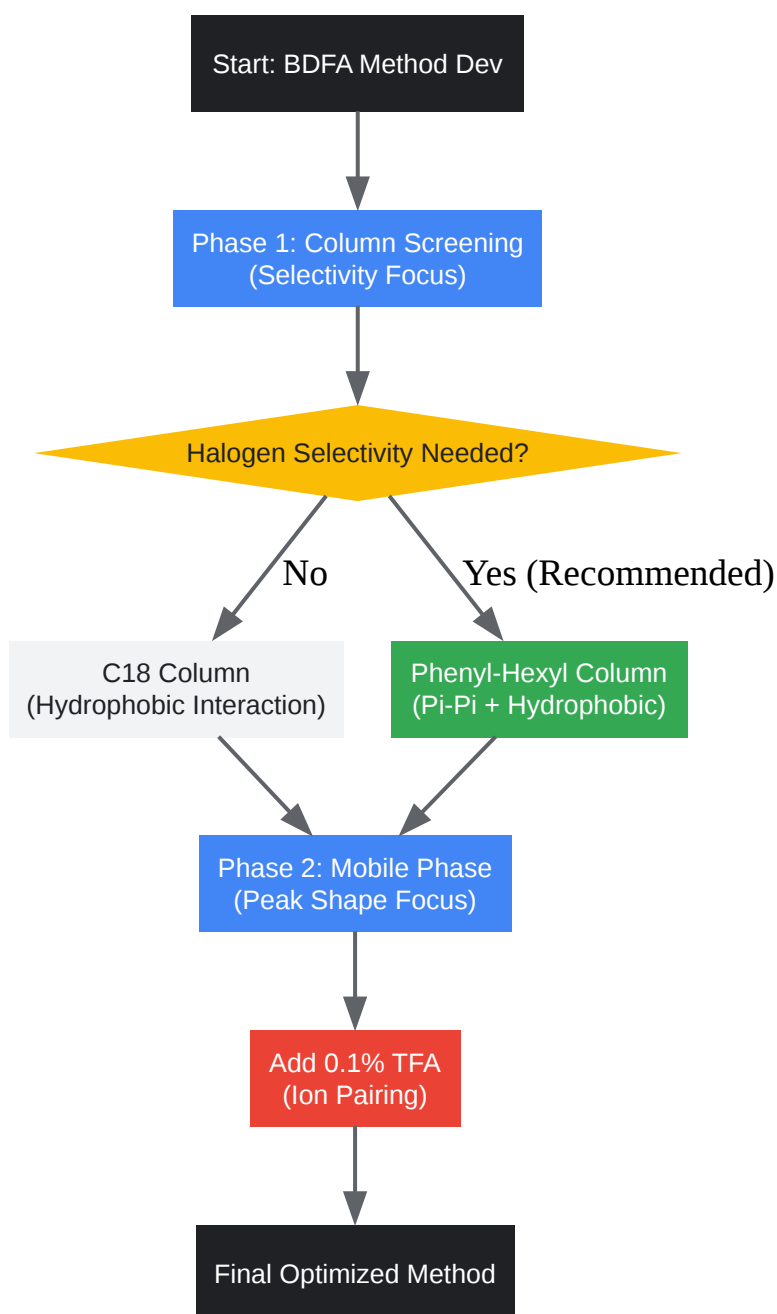 Start: BDFA Method Dev
Phase 1: Column Screening
(Selectivity Focus)
Halogen Selectivity Needed?
No
Yes (Recommended)
C18 Column
(Hydrophobic Interaction)
Phenyl-Hexyl Column
(Pi-Pi + Hydrophobic)
Phase 2: Mobile Phase
(Peak Shape Focus)
Add 0.1% TFA
(Ion Pairing)
Final Optimized Method